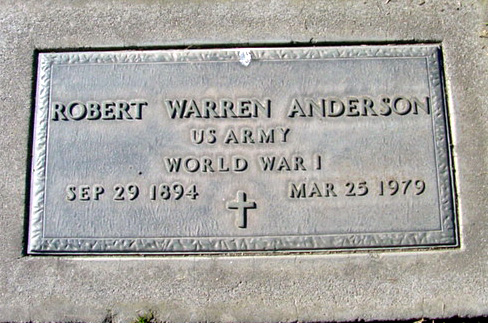 ROBERT WARREN ANDERSON
US ARMY
WORLD WAR I
SEP 29 1894 MAR 25 1979